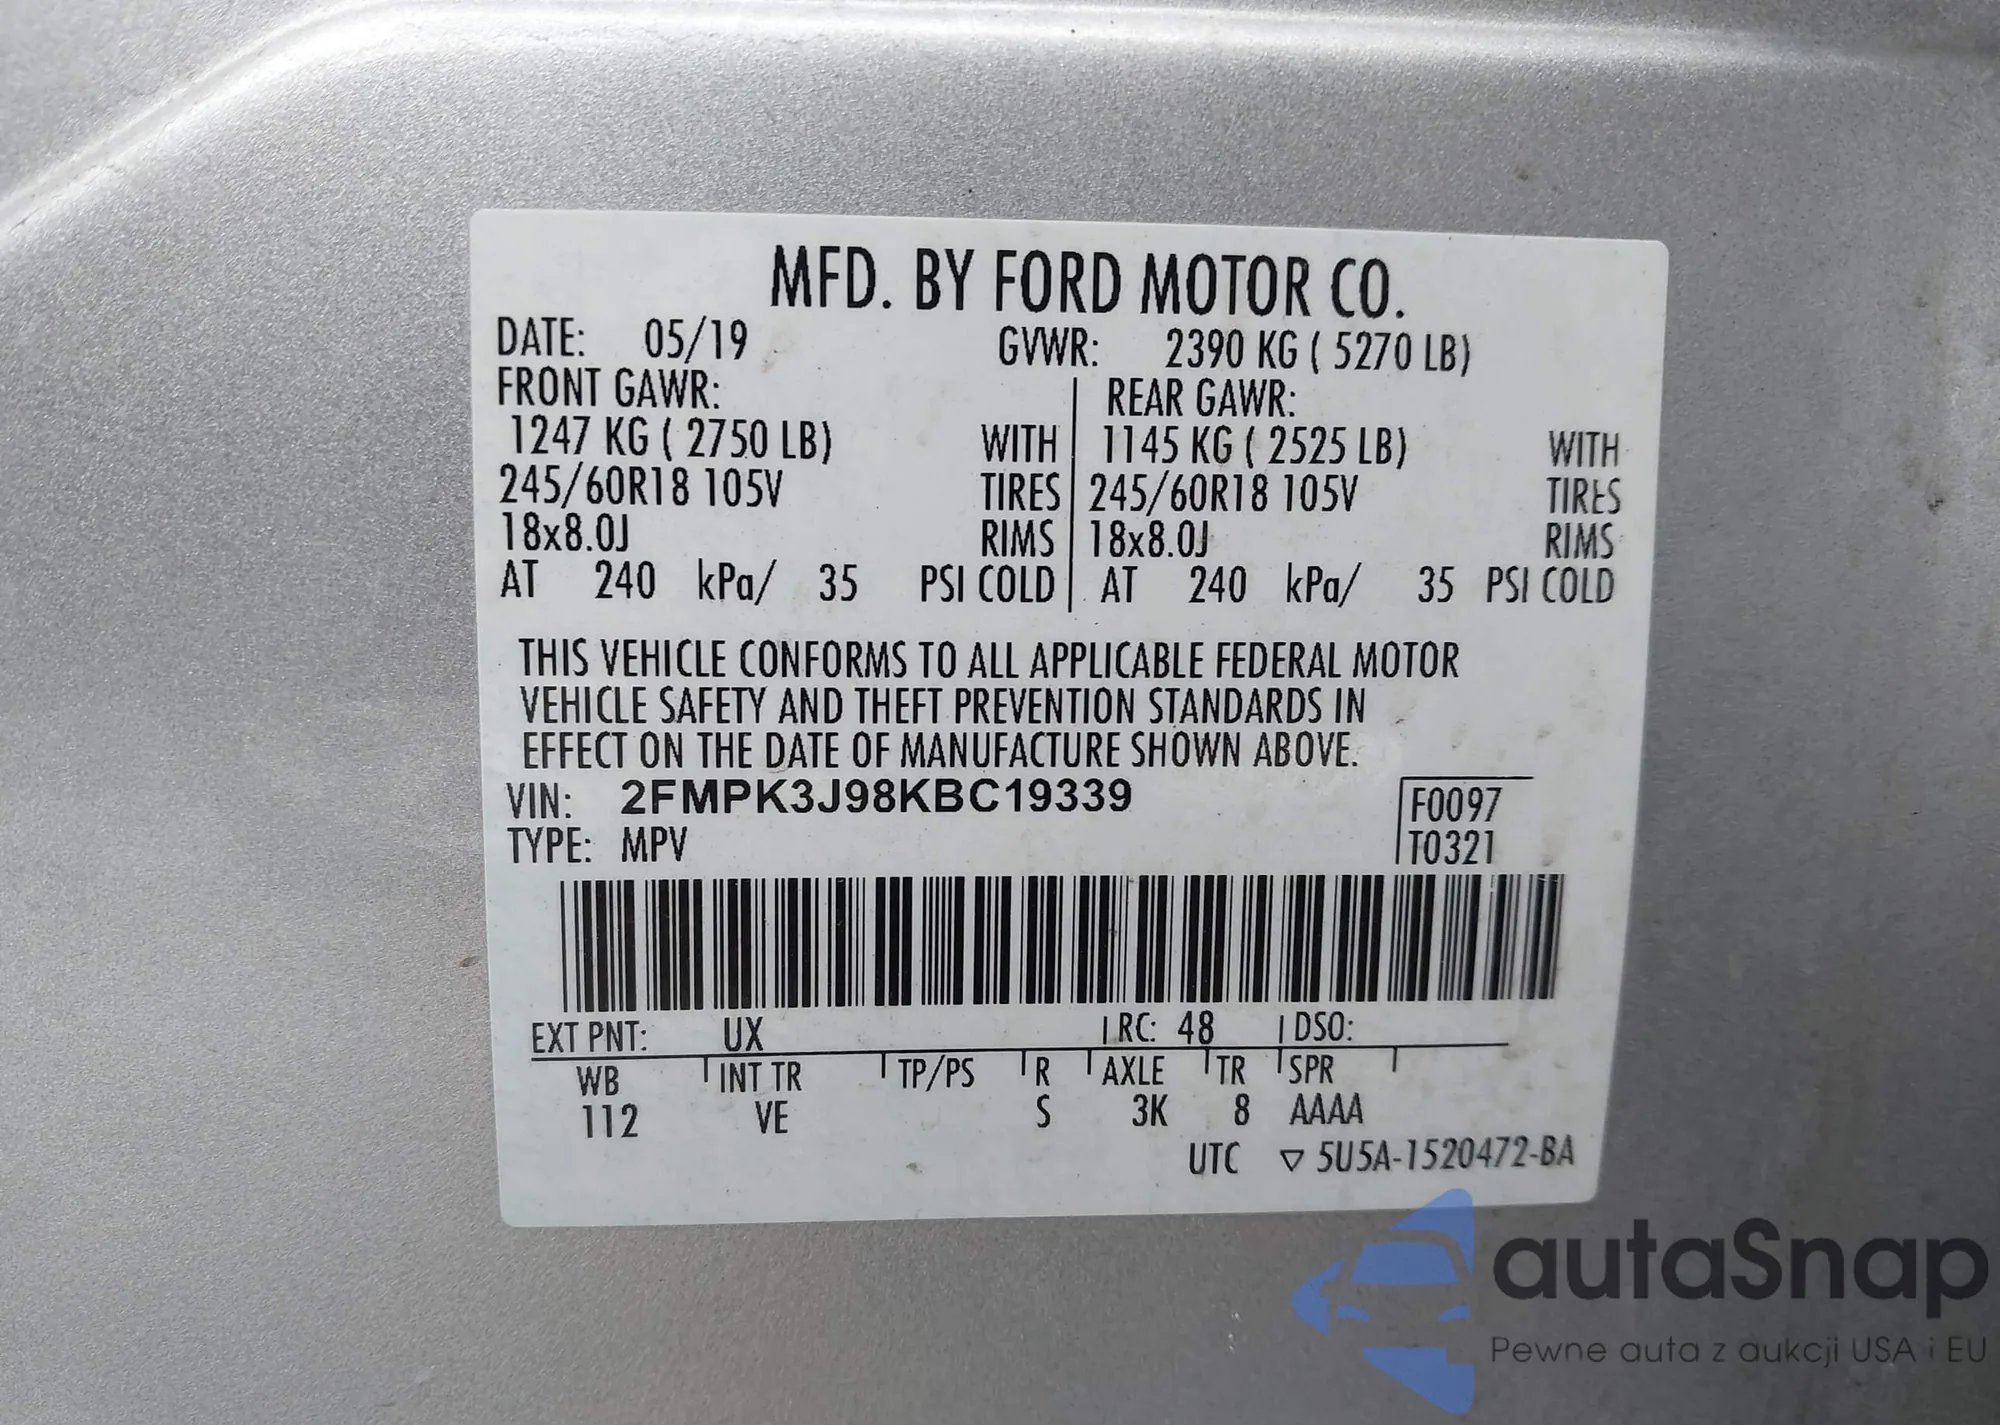 MFD. BY FORD MOTOR CO.
DATE: 05/19 GVWR: 2390 KG ( 5270 LB)
FRONT GAWR: REAR GAWR:
1247 KG ( 2750 LB) WITH 1145 KG ( 2525 LB) WITH
245/60R18 105V TIRES 245/60R18 105V TIRES
18x8.0J RIMS 18x8.0J RIMS
AT 240 kPa/ 35 PSI COLD AT 240 kPa/ 35 PSI COLD
THIS VEHICLE CONFORMS TO ALL APPLICABLE FEDERAL MOTOR
VEHICLE SAFETY AND THEFT PREVENTION STANDARDS IN
EFFECT ON THE DATE OF MANUFACTURE SHOWN ABOVE.
VIN: 2FMPK3J98KBC19339 F0097
TYPE: MPV T0321
EXT PNT: UX RC: 48 DSO:
WB INT TR TP/PS R AXLE TR SPR
112 VE S 3K 8 AAAA
UTC ▽ 5U5A-1520472-BA
autaSnap
Pewne auta z aukcji USA i EU